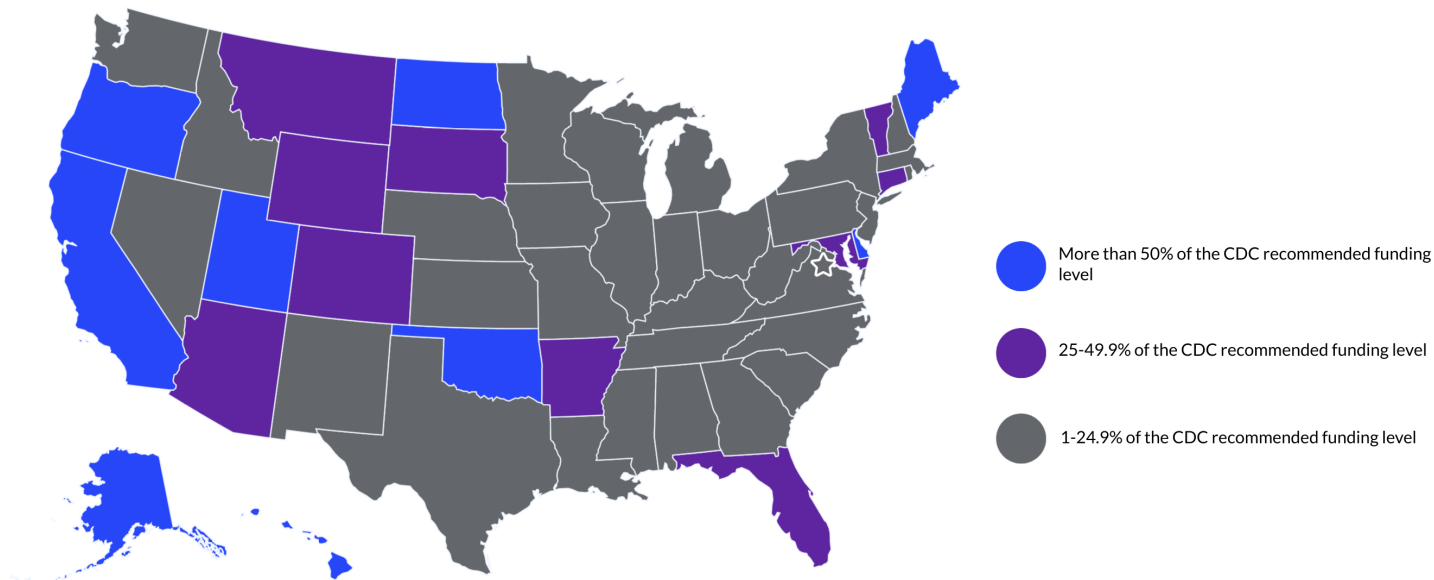 More than 50% of the CDC recommended funding
level
25-49.9% of the CDC recommended funding level
1-24.9% of the CDC recommended funding level